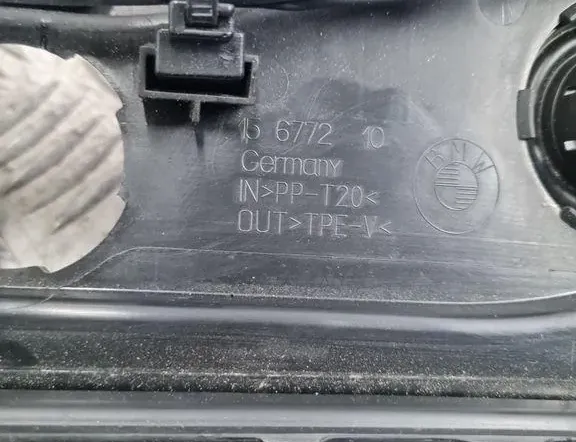 15 6772 10
Germany
IN>PP-T20<
OUT>TPE-V<
BMW